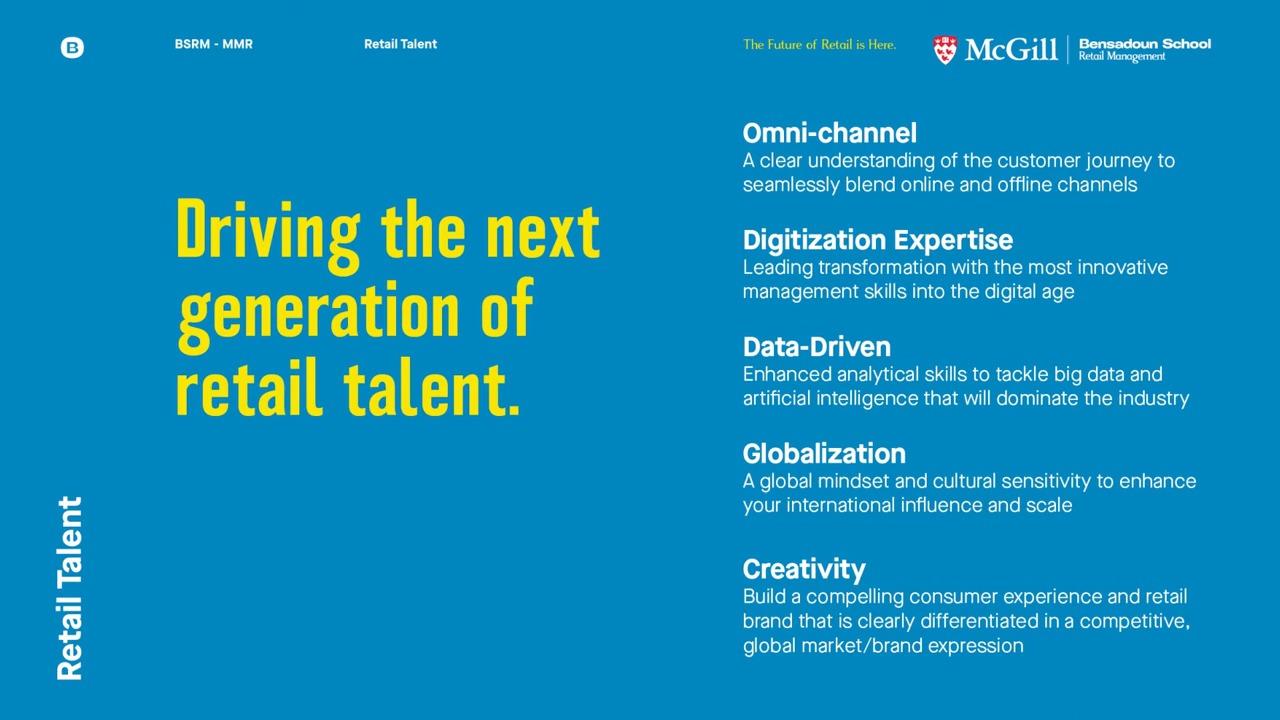 B
BSRM - MMR
Retail Talent
The Future of Retail is Here.
McGill
Bensadoun School
Retail Management
Driving the next
generation of
retail talent.
Retail Talent
Omni-channel
A clear understanding of the customer journey to
seamlessly blend online and offline channels
Digitization Expertise
Leading transformation with the most innovative
management skills into the digital age
Data-Driven
Enhanced analytical skills to tackle big data and
artificial intelligence that will dominate the industry
Globalization
A global mindset and cultural sensitivity to enhance
your international influence and scale
Creativity
Build a compelling consumer experience and retail
brand that is clearly differentiated in a competitive,
global market/brand expression